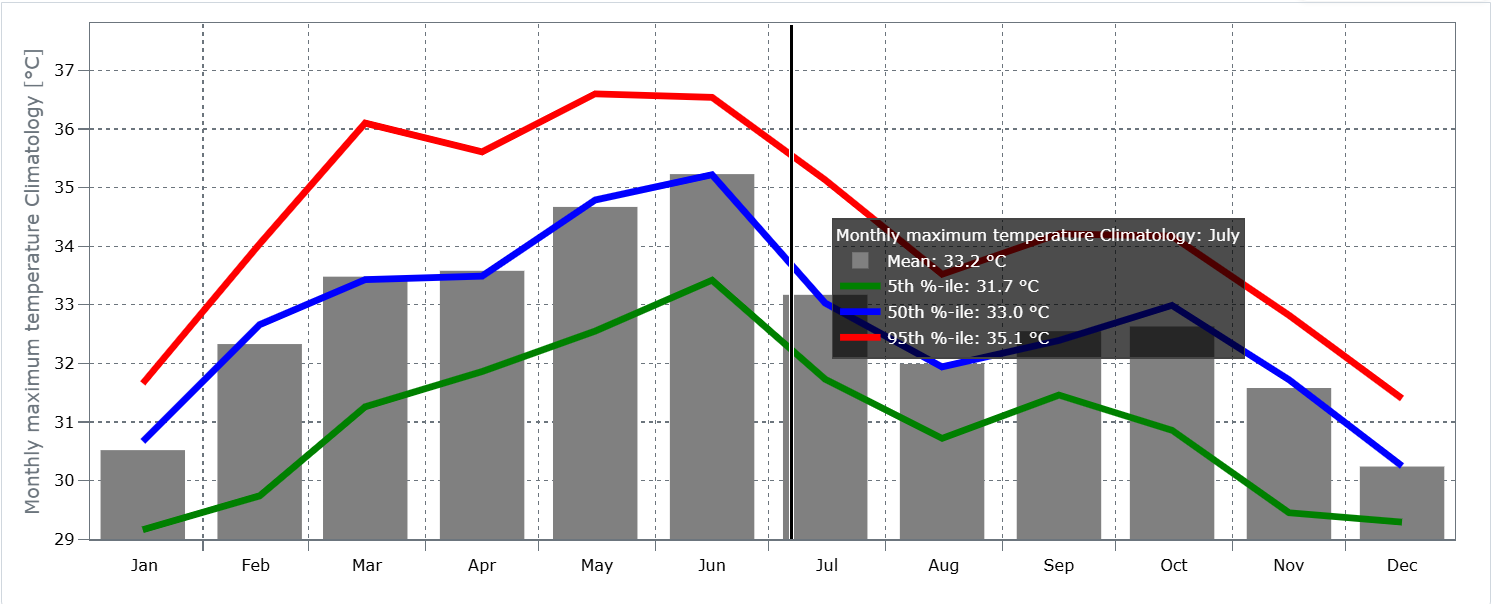 Monthly maximum temperature Climatology [°C]
37
36
35
34
33
32
31
30
29
Monthly maximum temperature Climatology: July
Mean: 33.2 °C
5th %-ile: 31.7 °C
50th %-ile: 33.0 °C
95th %-ile: 35.1 °C
Jan Feb Mar Apr May Jun Jul Aug Sep Oct Nov Dec